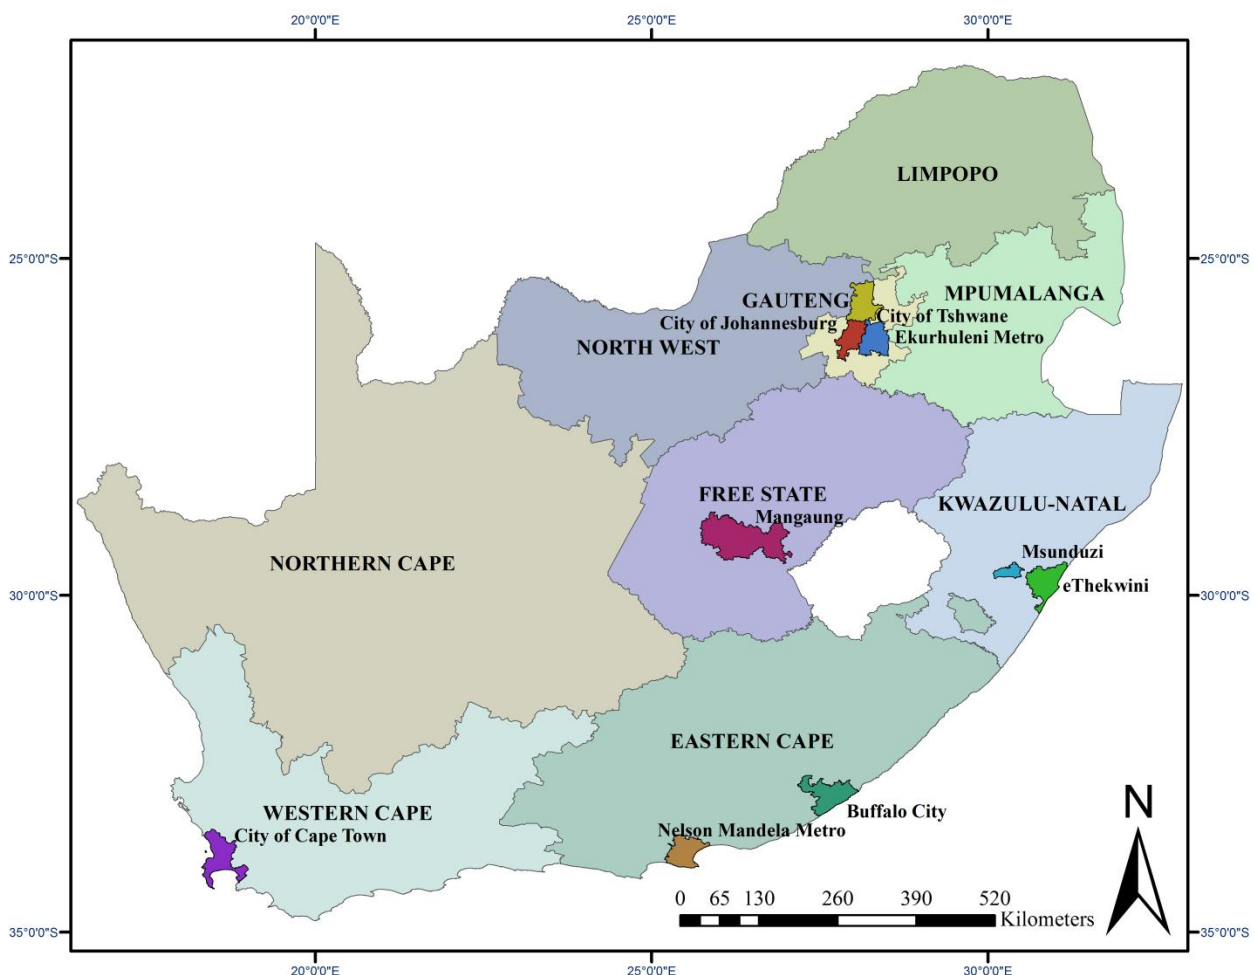 20°0'0"E 25°0'0"E 30°0'0"E
LIMPOPO
25°0'0"S 25°0'0"S
MPUMALANGA
GAUTENG
City of Tshwane
City of Johannesburg
Ekurhuleni Metro
NORTH WEST
FREE STATE
KWAZULU-NATAL
Mangaung
Msunduzi
NORTHERN CAPE
eThekwini
30°0'0"S 30°0'0"S
EASTERN CAPE
N
WESTERN CAPE
Buffalo City
Nelson Mandela Metro
City of Cape Town
0 65 130 260 390 520
Kilometers
35°0'0"S 35°0'0"S
20°0'0"E 25°0'0"E 30°0'0"E